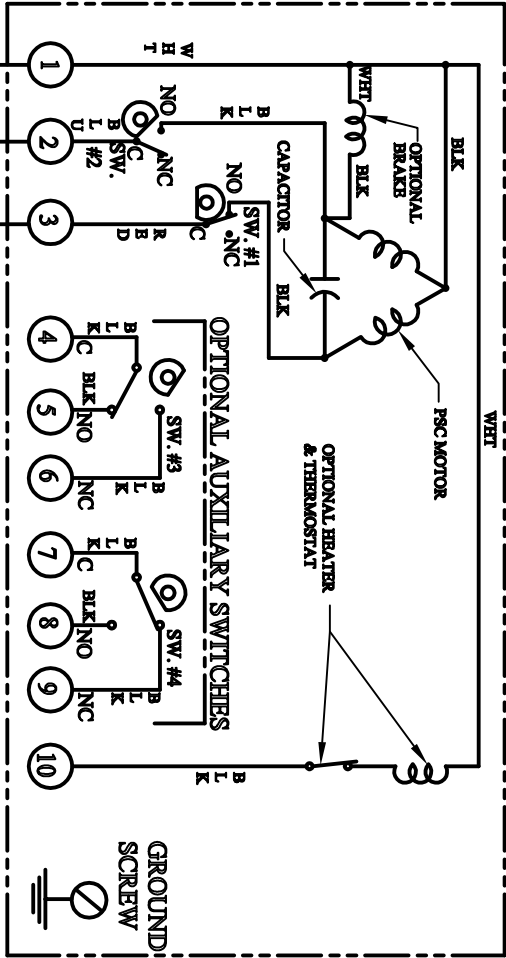 WHT
WHT
BLK
WHT
BLK
OPTIONAL
BRAKE
BLK
CAPACITOR
BLK
PSC MOTOR
OPTIONAL HEATER
& THERMOSTAT
NO
C
NC
SW.
#2
BLU
NO
SW. #1
NC
C
RED
OPTIONAL AUXILIARY SWITCHES
SW. #3
SW. #4
BLK
C
BLK
NO
BLK
NC
BLK
C
BLK
NO
BLK
NC
BLK
1
2
3
4
5
6
7
8
9
10
GROUND
SCREW